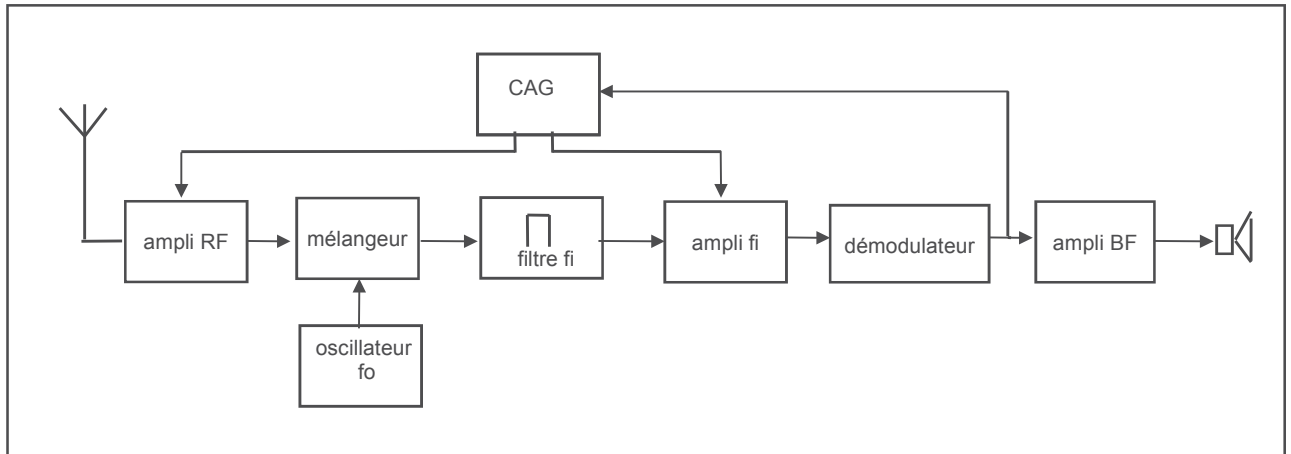 CAG
ampli RF
mélangeur
filtre fi
ampli fi
démodulateur
ampli BF
oscillateur
fo